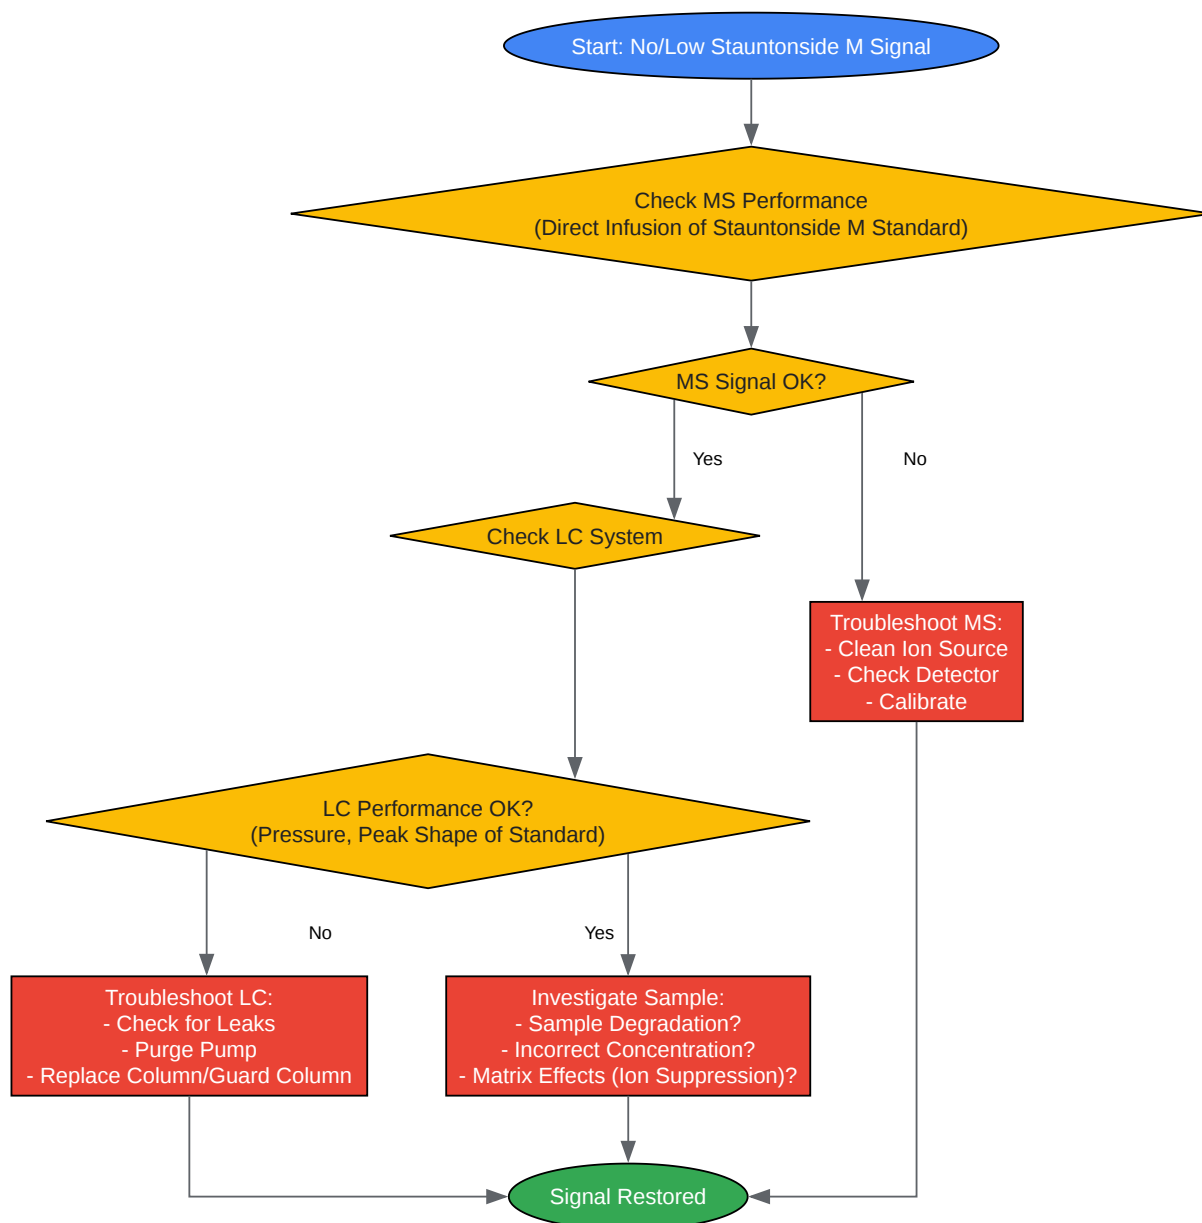 Start: No/Low Stauntonside M Signal
Check MS Performance
(Direct Infusion of Stauntonside M Standard)
MS Signal OK?
Yes
No
Check LC System
Troubleshoot MS:
- Clean Ion Source
- Check Detector
- Calibrate
LC Performance OK?
(Pressure, Peak Shape of Standard)
No
Yes
Troubleshoot LC:
- Check for Leaks
- Purge Pump
- Replace Column/Guard Column
Investigate Sample:
- Sample Degradation?
- Incorrect Concentration?
- Matrix Effects (Ion Suppression)?
Signal Restored